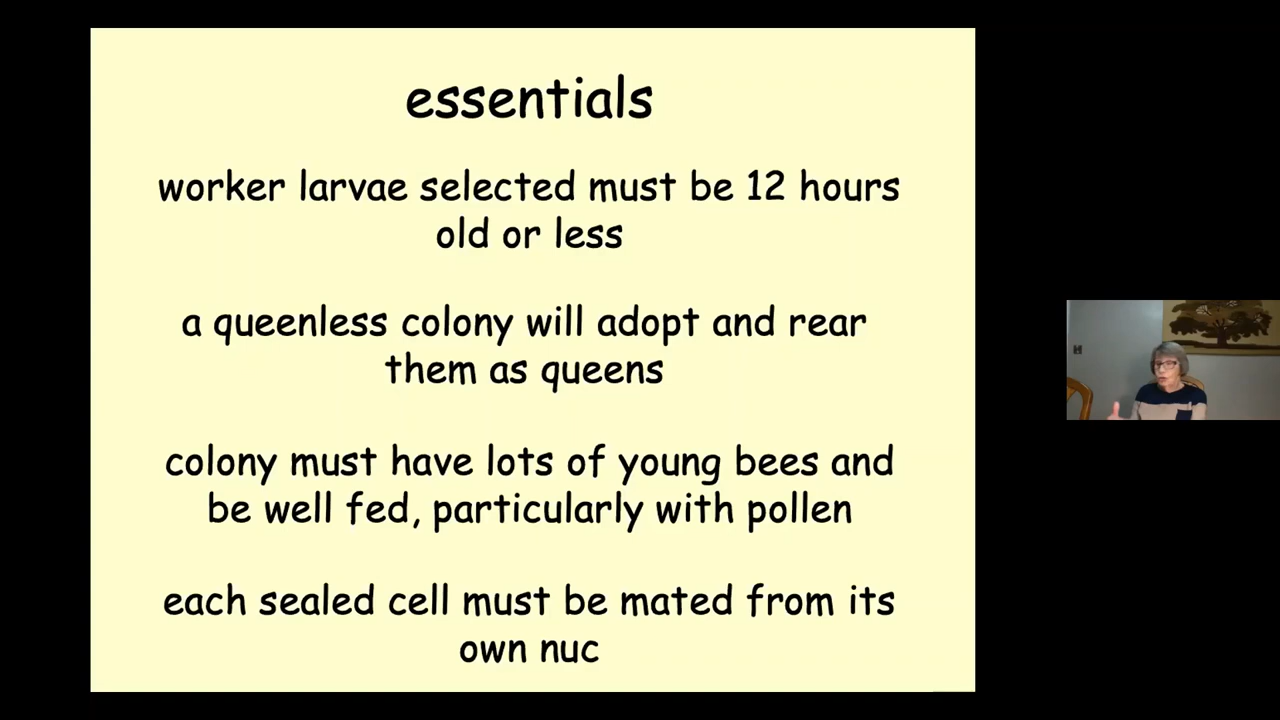 essentials
worker larvae selected must be 12 hours
old or less
a queenless colony will adopt and rear
them as queens
colony must have lots of young bees and
be well fed, particularly with pollen
each sealed cell must be mated from its
own nuc